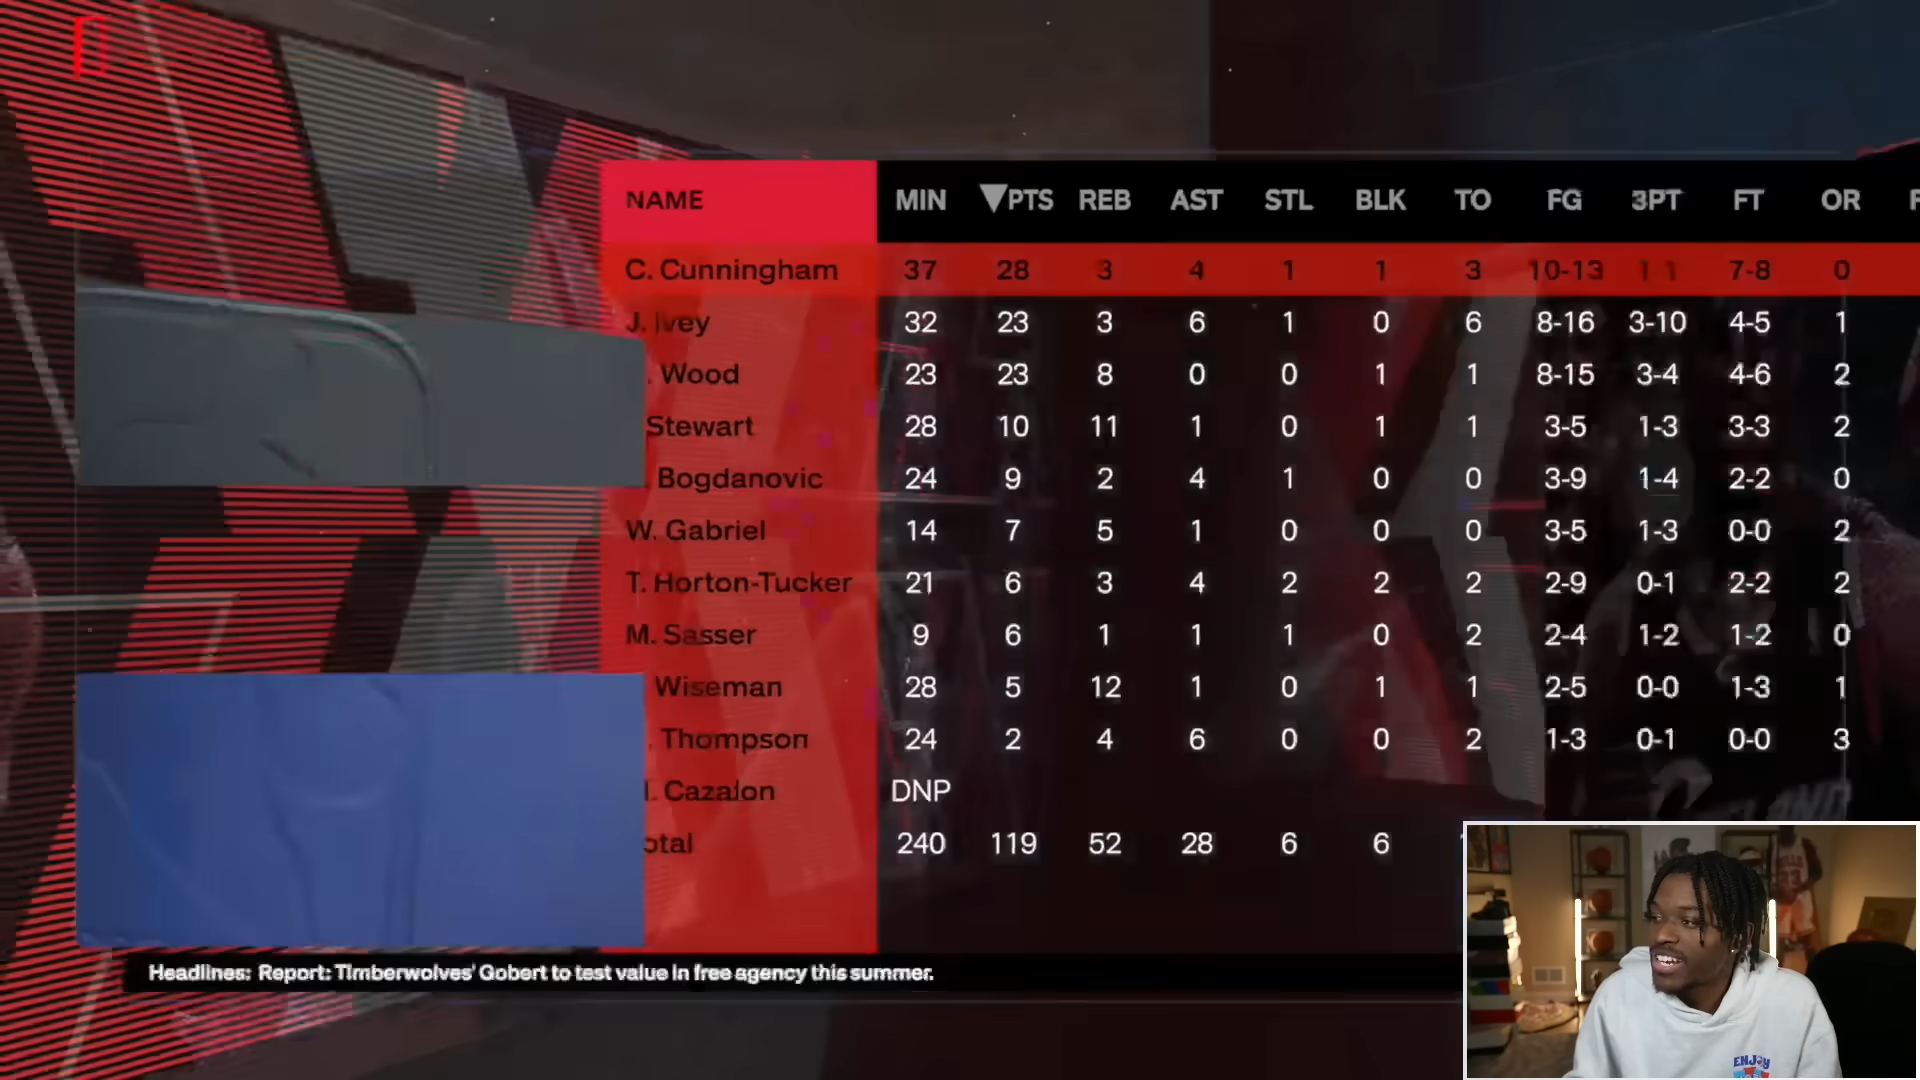 NAME MIN PTS REB AST STL BLK TO FG 3PT FT OR F
C. Cunningham 37 28 3 4 1 1 3 10-13 1 1 7-8 0
J. Ivey 32 23 3 6 1 0 6 8-16 3-10 4-5 1
. Wood 23 23 8 0 0 1 1 8-15 3-4 4-6 2
Stewart 28 10 11 1 0 1 1 3-5 1-3 3-3 2
Bogdanovic 24 9 2 4 1 0 0 3-9 1-4 2-2 0
W. Gabriel 14 7 5 1 0 0 0 3-5 1-3 0-0 2
T. Horton-Tucker 21 6 3 4 2 2 2 2-9 0-1 2-2 2
M. Sasser 9 6 1 1 1 0 2 2-4 1-2 1-2 0
Wiseman 28 5 12 1 0 1 1 2-5 0-0 1-3 1
. Thompson 24 2 4 6 0 0 2 1-3 0-1 0-0 3
. Cazalon DNP
otal 240 119 52 28 6 6
Headlines: Report: Timberwolves' Gobert to test value in free agency this summer.
ENJOY